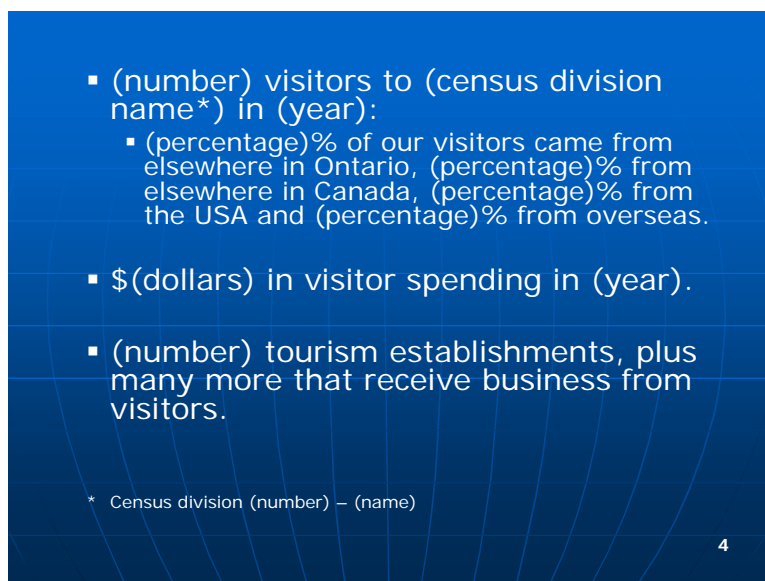 ▪ (number) visitors to (census division
name*) in (year):
▪ (percentage)% of our visitors came from
elsewhere in Ontario, (percentage)% from
elsewhere in Canada, (percentage)% from
the USA and (percentage)% from overseas.
▪ $(dollars) in visitor spending in (year).
▪ (number) tourism establishments, plus
many more that receive business from
visitors.
* Census division (number) – (name)
4